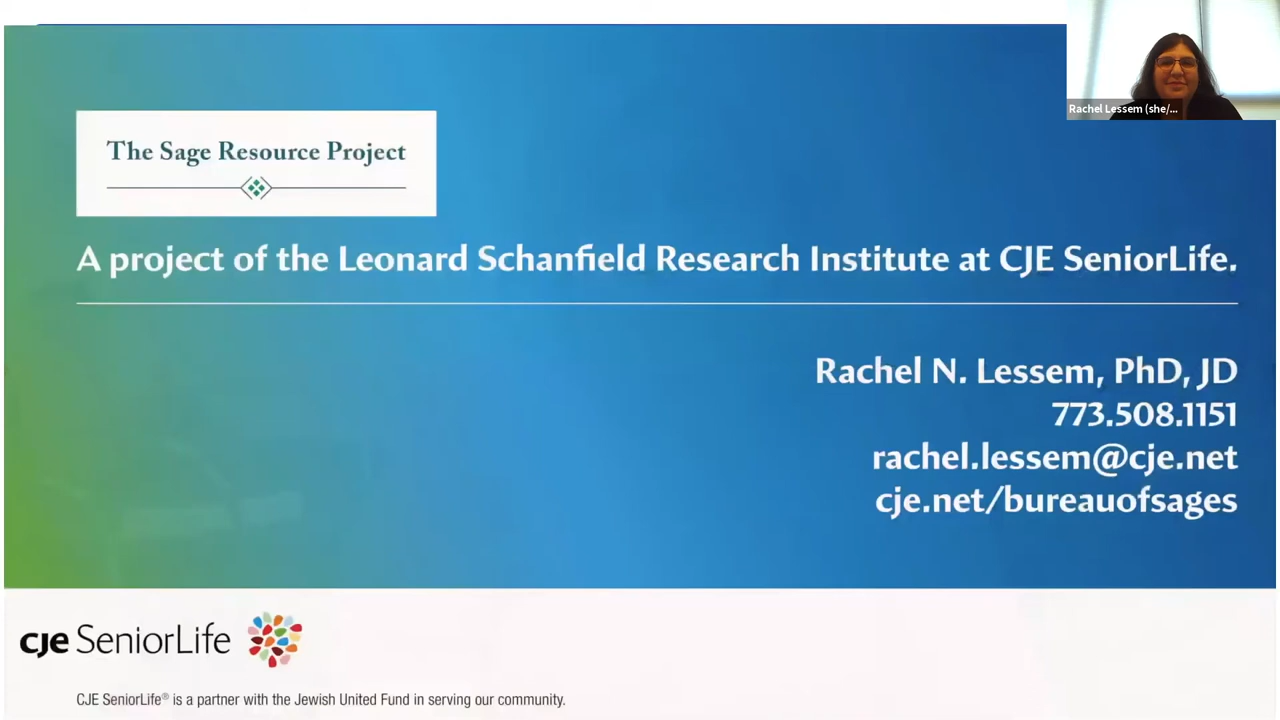 Rachel Lessem (she/...
The Sage Resource Project
A project of the Leonard Schanfield Research Institute at CJE SeniorLife.
Rachel N. Lessem, PhD, JD
773.508.1151
rachel.lessem@cje.net
cje.net/bureauofsages
cje SeniorLife
CJE SeniorLife® is a partner with the Jewish United Fund in serving our community.